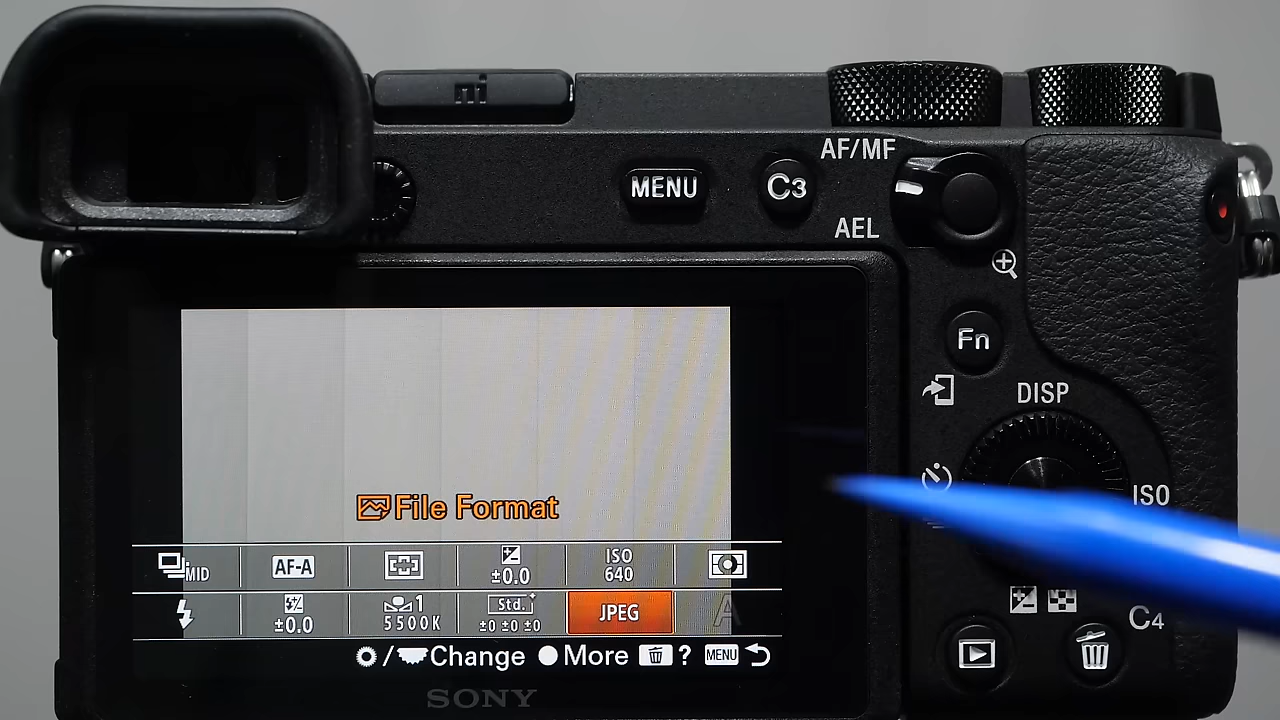 MENU
C3
AF/MF
AEL
Fn
DISP
ISO
C4
File Format
MID
AF-A
±0.0
ISO
640
±0.0
1
5500K
Std.
±0 ±0 ±0
JPEG
A
/ Change More ? MENU
SONY